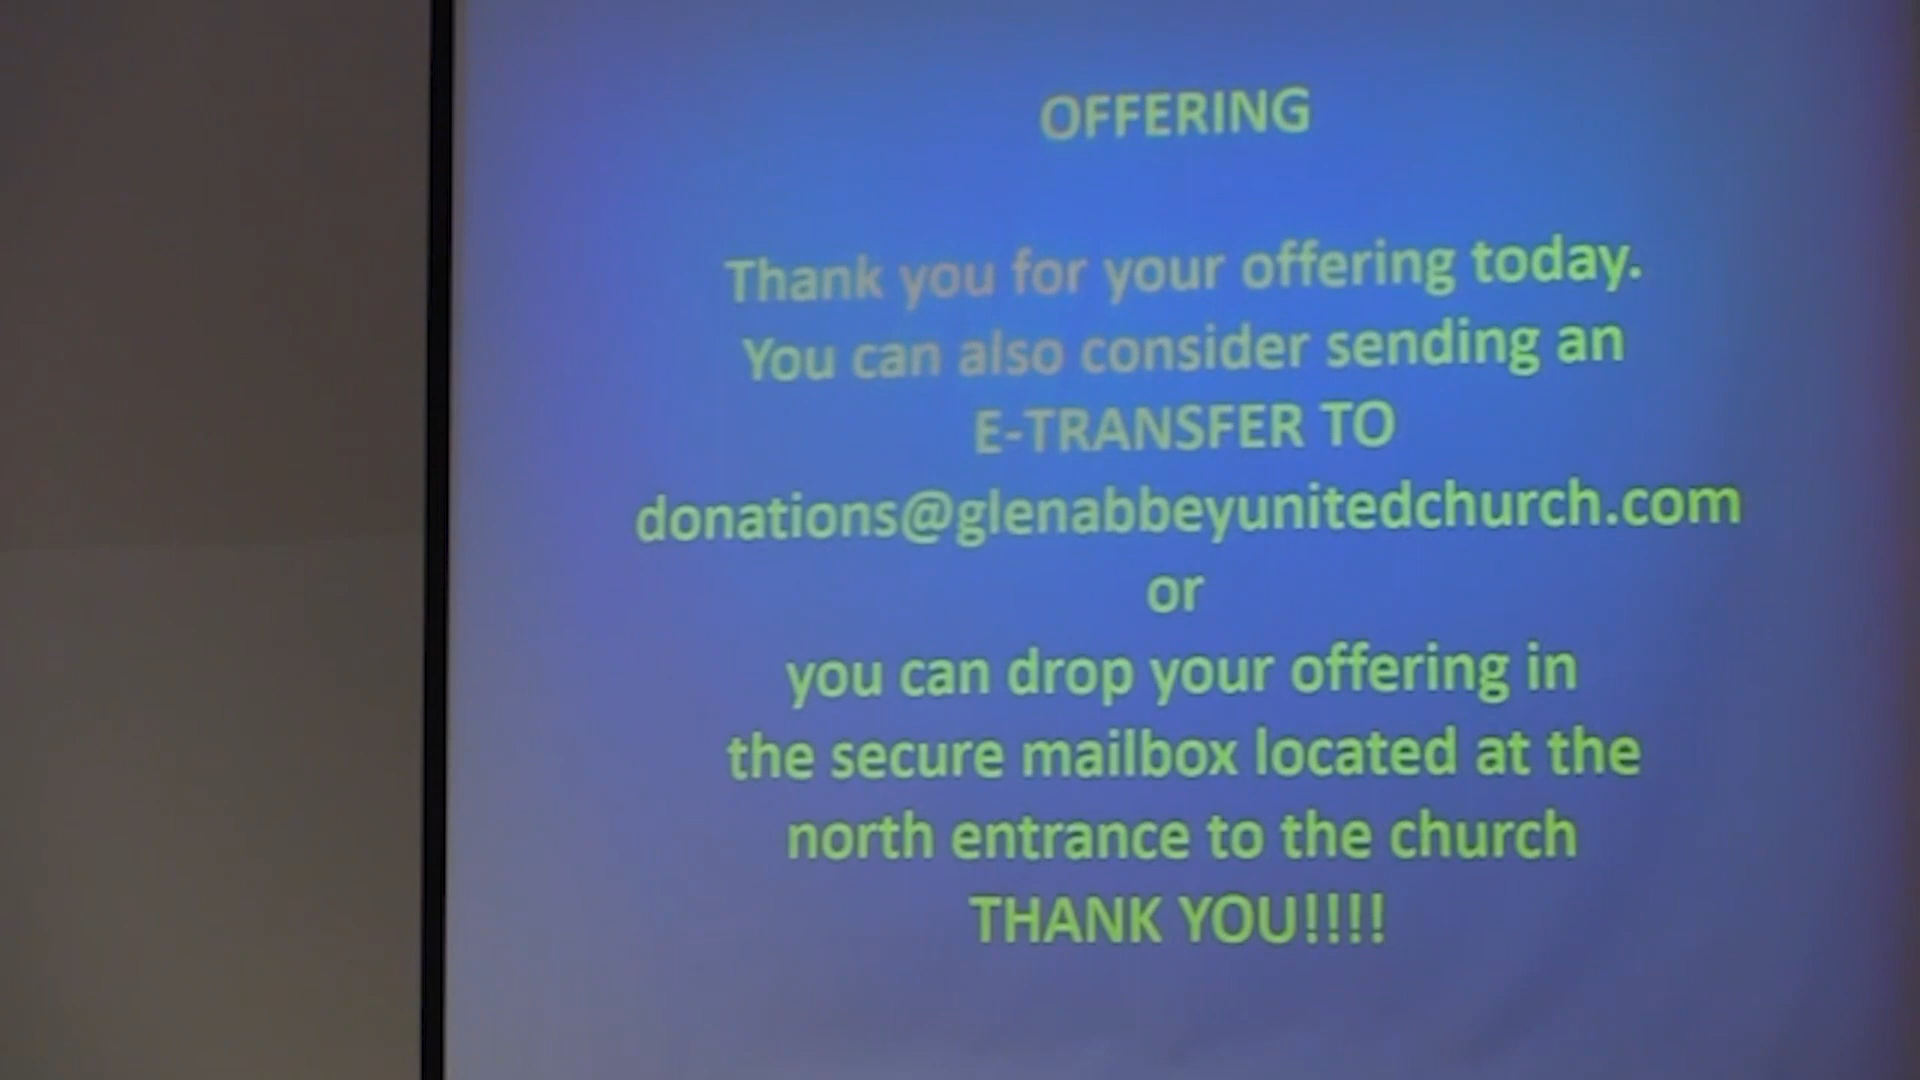 OFFERING
Thank you for your offering today.
You can also consider sending an
E-TRANSFER TO
donations@glenabbeyunitedchurch.com
or
you can drop your offering in
the secure mailbox located at the
north entrance to the church
THANK YOU!!!!